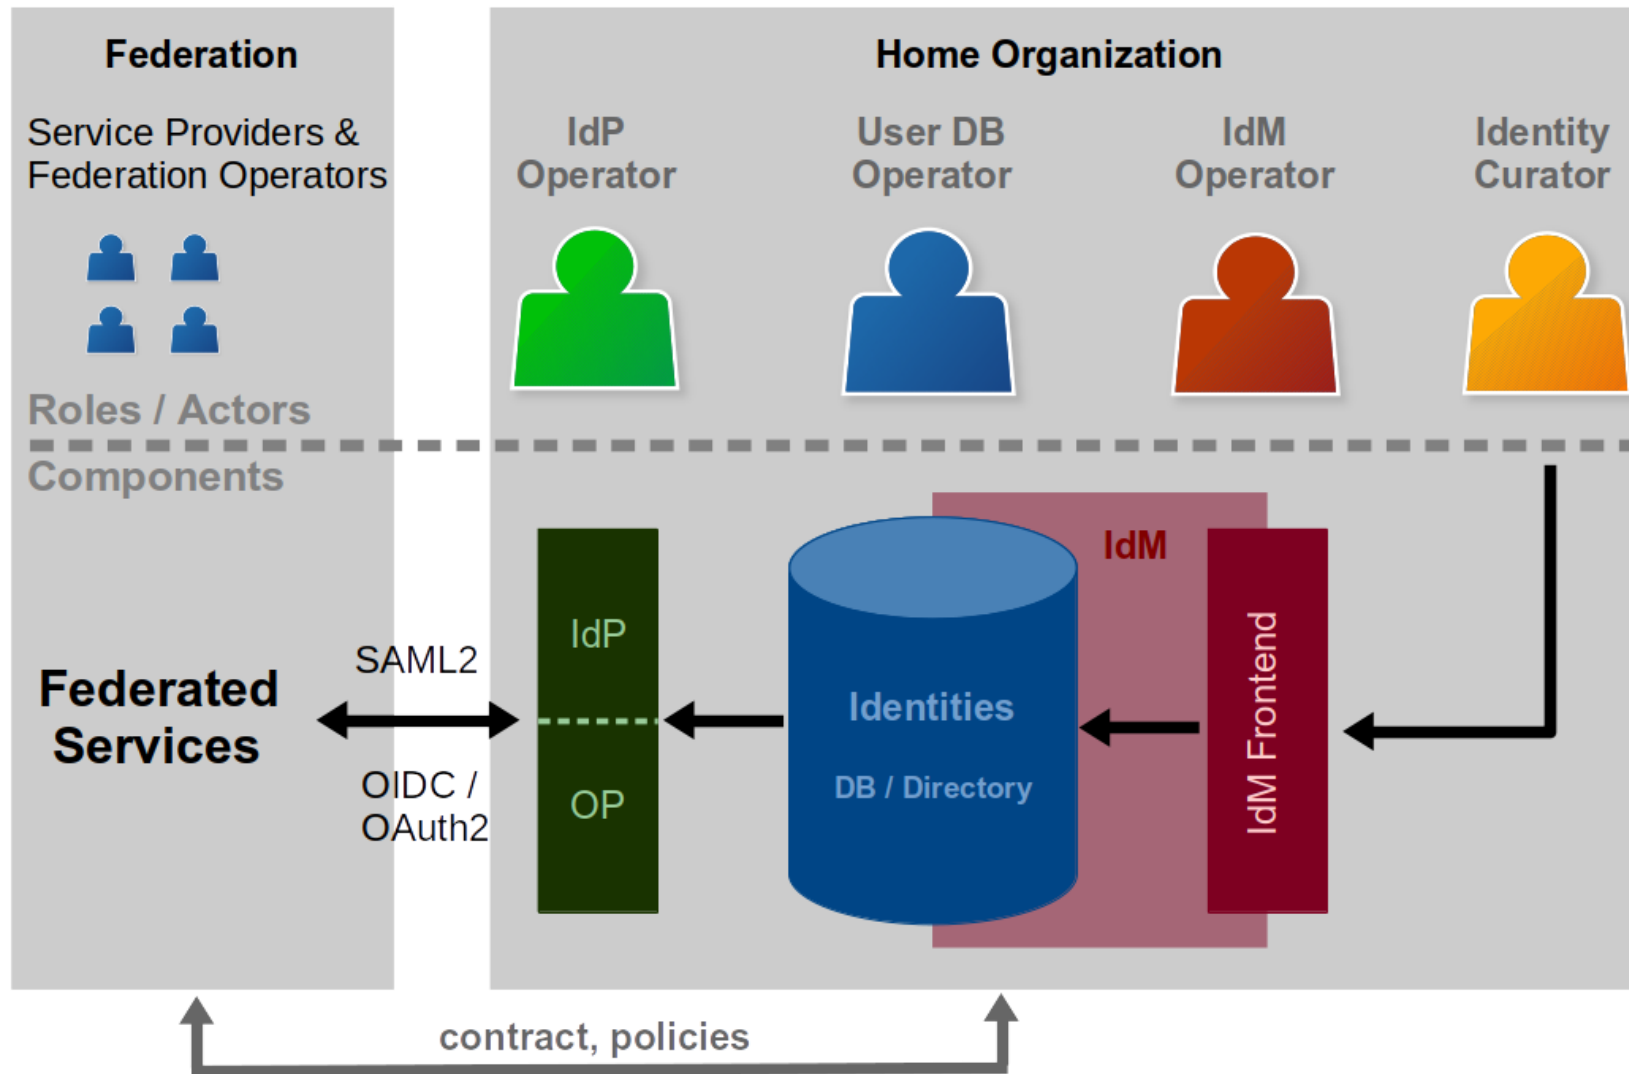 Federation
Home Organization
Service Providers &
Federation Operators
IdP
Operator
User DB
Operator
IdM
Operator
Identity
Curator
Roles / Actors
Components
Federated
Services
SAML2
OIDC /
OAuth2
IdP
OP
Identities
DB / Directory
IdM
IdM Frontend
contract, policies